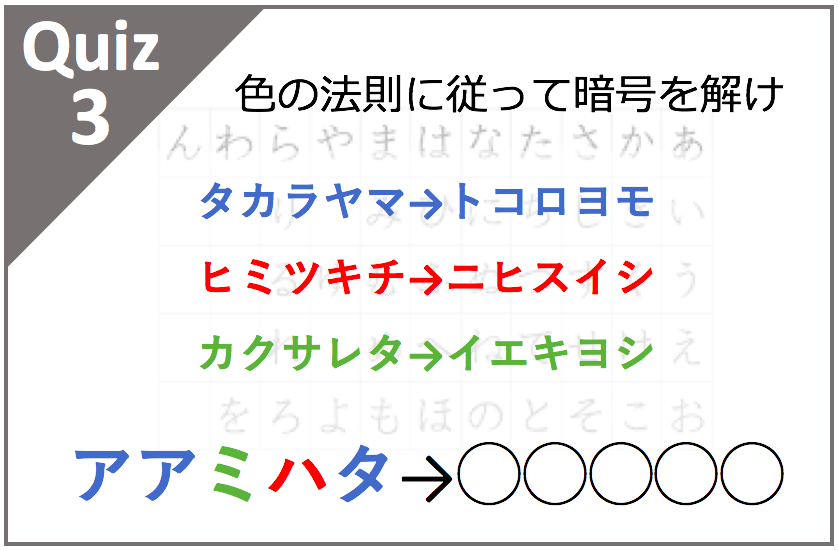 Quiz
3
色の法則に従って暗号を解け
んわらやまはなたさかあ
タカラヤマ→トコロヨモ
り みひにちしきい
ヒミツキチ→ニヒスイシ
るゆむふぬつすくう
カクサレタ→イエキヨシ
れ めへねてせけえ
をろよもほのとそこお
アアミハタ→○○○○○